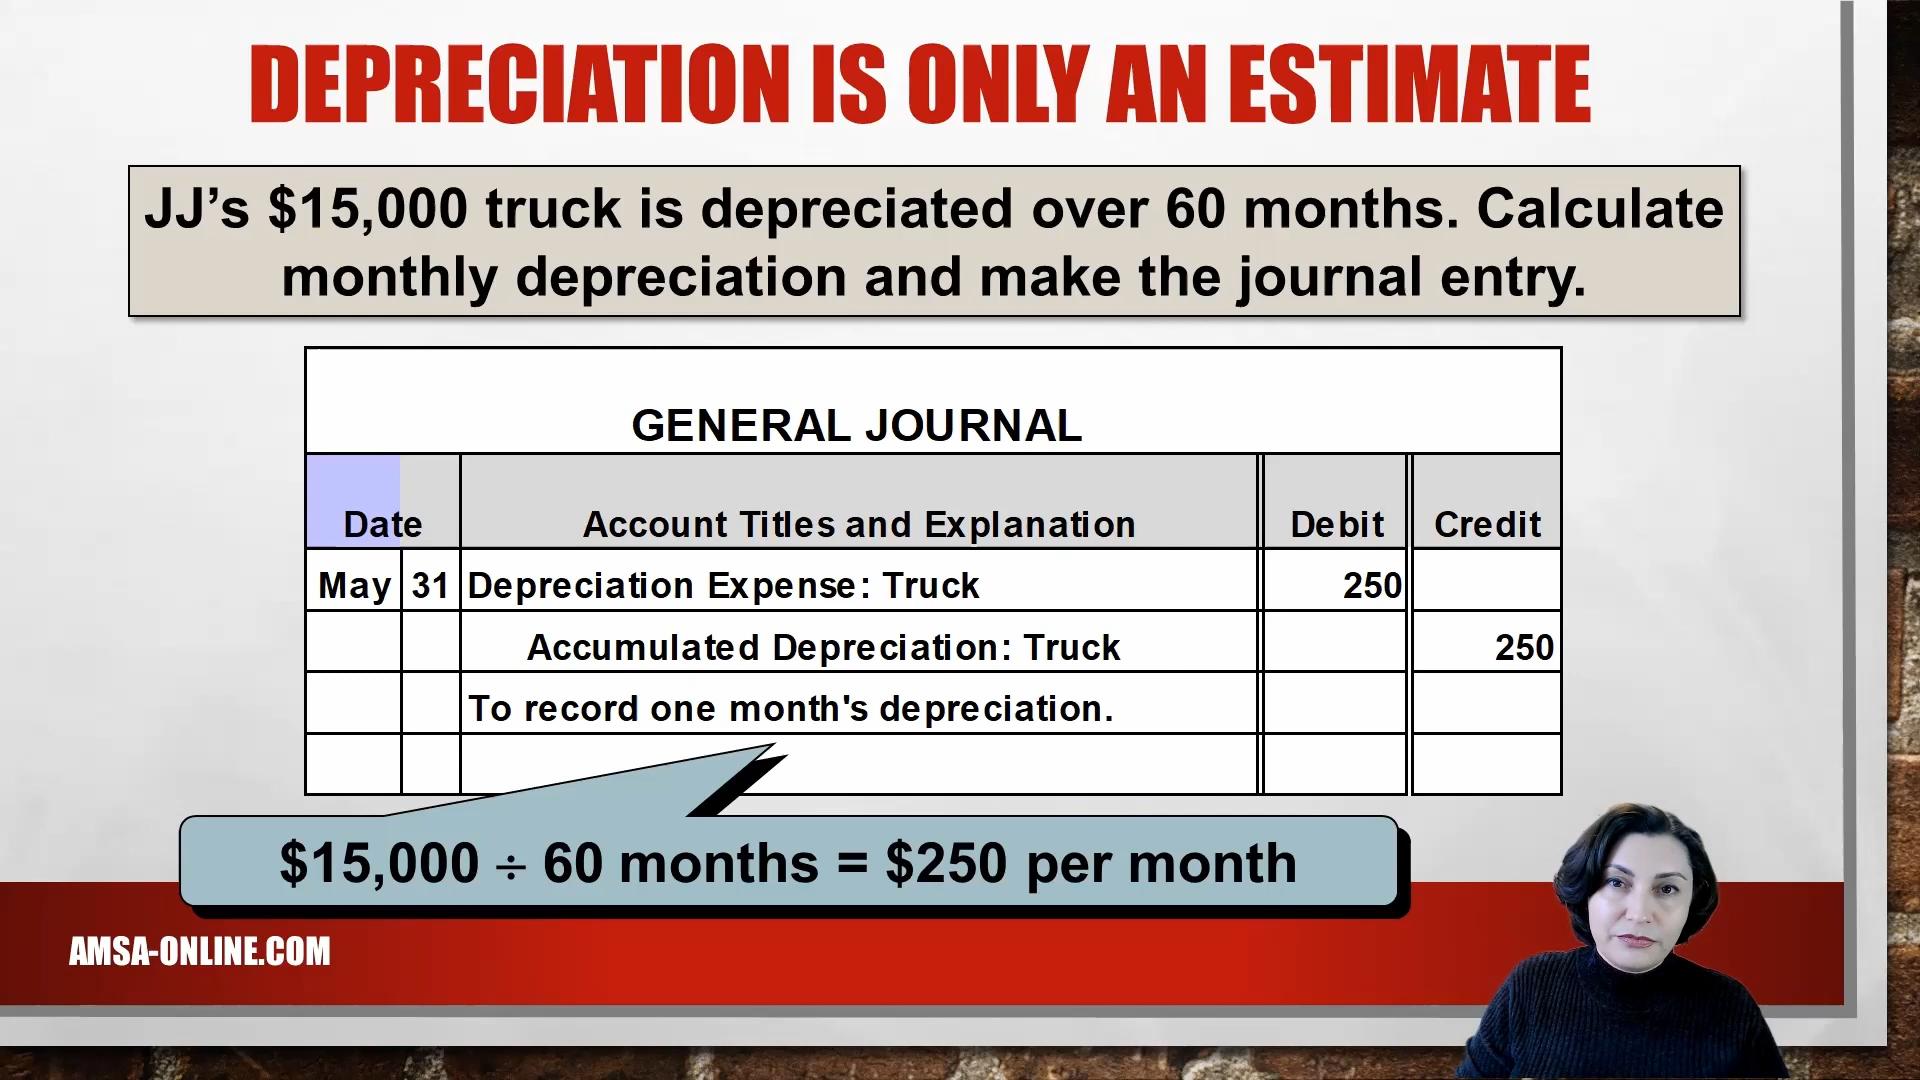 DEPRECIATION IS ONLY AN ESTIMATE
JJ’s $15,000 truck is depreciated over 60 months. Calculate
monthly depreciation and make the journal entry.
GENERAL JOURNAL
Date Account Titles and Explanation Debit Credit
May 31 Depreciation Expense: Truck 250
Accumulated Depreciation: Truck 250
To record one month's depreciation.
$15,000 ÷ 60 months = $250 per month
AMSA-ONLINE.COM